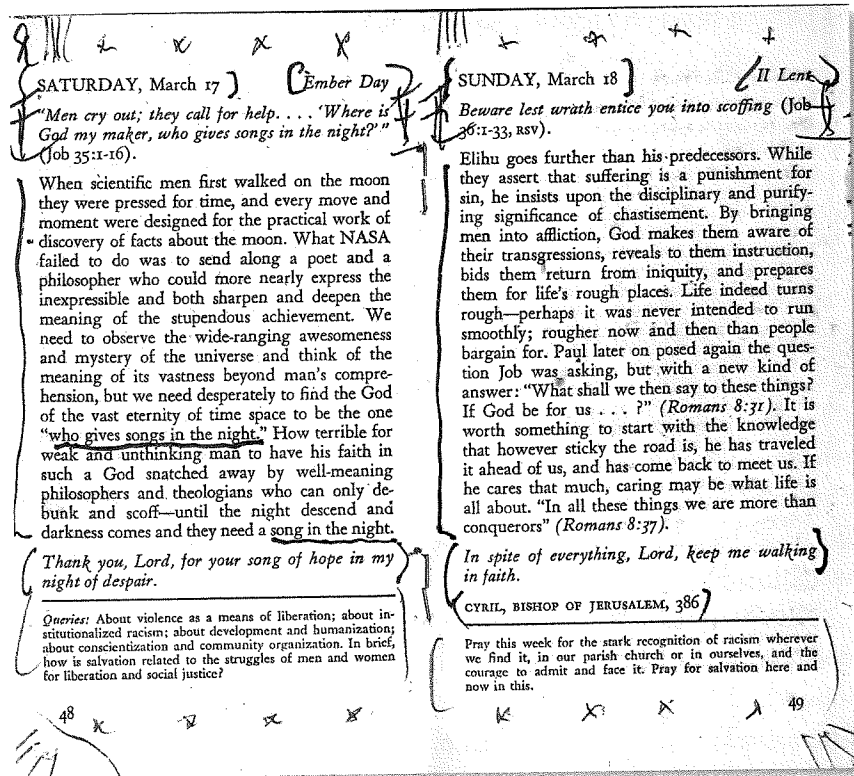 SATURDAY, March 17 Ember Day
"Men cry out; they call for help. . . . 'Where is
God my maker, who gives songs in the night?'"
(Job 35:1-16).
When scientific men first walked on the moon
they were pressed for time, and every move and
moment were designed for the practical work of
discovery of facts about the moon. What NASA
failed to do was to send along a poet and a
philosopher who could more nearly express the
inexpressible and both sharpen and deepen the
meaning of the stupendous achievement. We
need to observe the wide-ranging awesomeness
and mystery of the universe and think of the
meaning of its vastness beyond man's compre-
hension, but we need desperately to find the God
of the vast eternity of time space to be the one
"who gives songs in the night." How terrible for
weak and unthinking man to have his faith in
such a God snatched away by well-meaning
philosophers and theologians who can only de-
bunk and scoff—until the night descend and
darkness comes and they need a song in the night.
Thank you, Lord, for your song of hope in my
night of despair.
Queries: About violence as a means of liberation; about in-
stitutionalized racism; about development and humanization;
about conscientization and community organization. In brief,
how is salvation related to the struggles of men and women
for liberation and social justice?
48
SUNDAY, March 18 II Lent
Beware lest wrath entice you into scoffing (Job
36:1-33, RSV).
Elihu goes further than his predecessors. While
they assert that suffering is a punishment for
sin, he insists upon the disciplinary and purify-
ing significance of chastisement. By bringing
men into affliction, God makes them aware of
their transgressions, reveals to them instruction,
bids them return from iniquity, and prepares
them for life's rough places. Life indeed turns
rough—perhaps it was never intended to run
smoothly; rougher now and then than people
bargain for. Paul later on posed again the ques-
tion Job was asking, but with a new kind of
answer: "What shall we then say to these things?
If God be for us . . . ?" (Romans 8:31). It is
worth something to start with the knowledge
that however sticky the road is, he has traveled
it ahead of us, and has come back to meet us. If
he cares that much, caring may be what life is
all about. "In all these things we are more than
conquerors" (Romans 8:37).
In spite of everything, Lord, keep me walking
in faith.
CYRIL, BISHOP OF JERUSALEM, 386
Pray this week for the stark recognition of racism wherever
we find it, in our parish church or in ourselves, and the
courage to admit and face it. Pray for salvation here and
now in this.
49